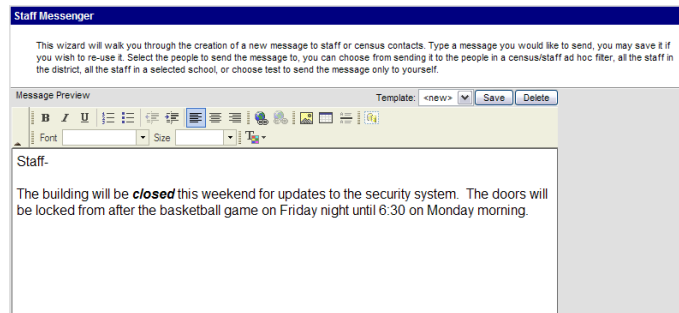 Staff Messenger
This wizard will walk you through the creation of a new message to staff or census contacts. Type a message you would like to send, you may save it if
you wish to re-use it. Select the people to send the message to, you can choose from sending it to the people in a census/staff ad hoc filter, all the staff in
the district, all the staff in a selected school, or choose test to send the message only to yourself.
Message Preview Template: <new> Save Delete
B I U
Font Size T
Staff-
The building will be closed this weekend for updates to the security system. The doors will
be locked from after the basketball game on Friday night until 6:30 on Monday morning.